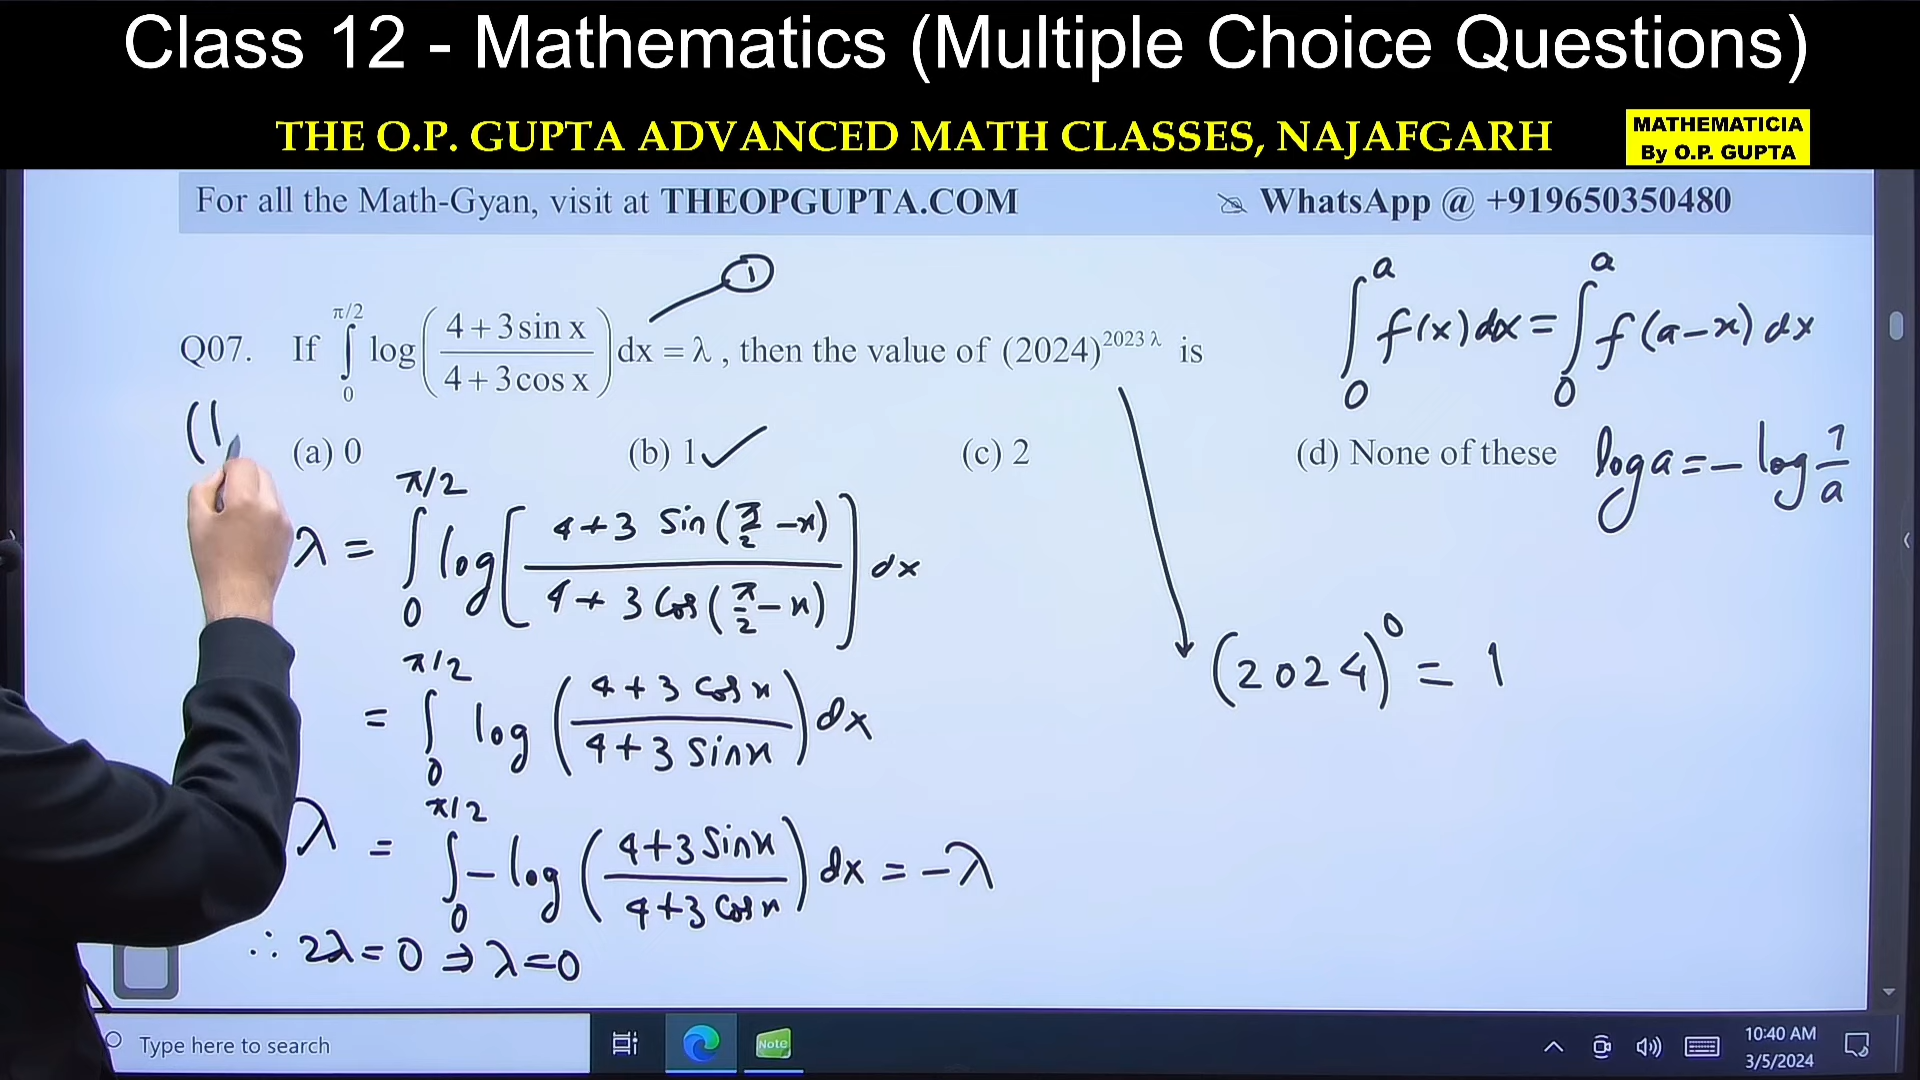 Class 12 - Mathematics (Multiple Choice Questions)
THE O.P. GUPTA ADVANCED MATH CLASSES, NAJAFGARH
MATHEMATICIA
By O.P. GUPTA
For all the Math-Gyan, visit at THEOPGUPTA.COM WhatsApp @ +919650350480
①
Q07. If ∫₀^{π/2} log((4+3sin x)/(4+3cos x)) dx = λ, then the value of (2024)^{2023 λ} is
∫₀^a f(x) dx = ∫₀^a f(a-x) dx
(a) 0 (b) 1 ✓ (c) 2 (d) None of these
log a = - log 1/a
λ = ∫₀^{π/2} log[(4+3 sin(π/2 - x))/(4+3 cos(π/2 - x))] dx
= ∫₀^{π/2} log((4+3 cos x)/(4+3 sin x)) dx
(2024)^0 = 1
λ = ∫₀^{π/2} - log((4+3 sin x)/(4+3 cos x)) dx = -λ
∴ 2λ = 0 ⇒ λ = 0
Type here to search
Note
10:40 AM
3/5/2024